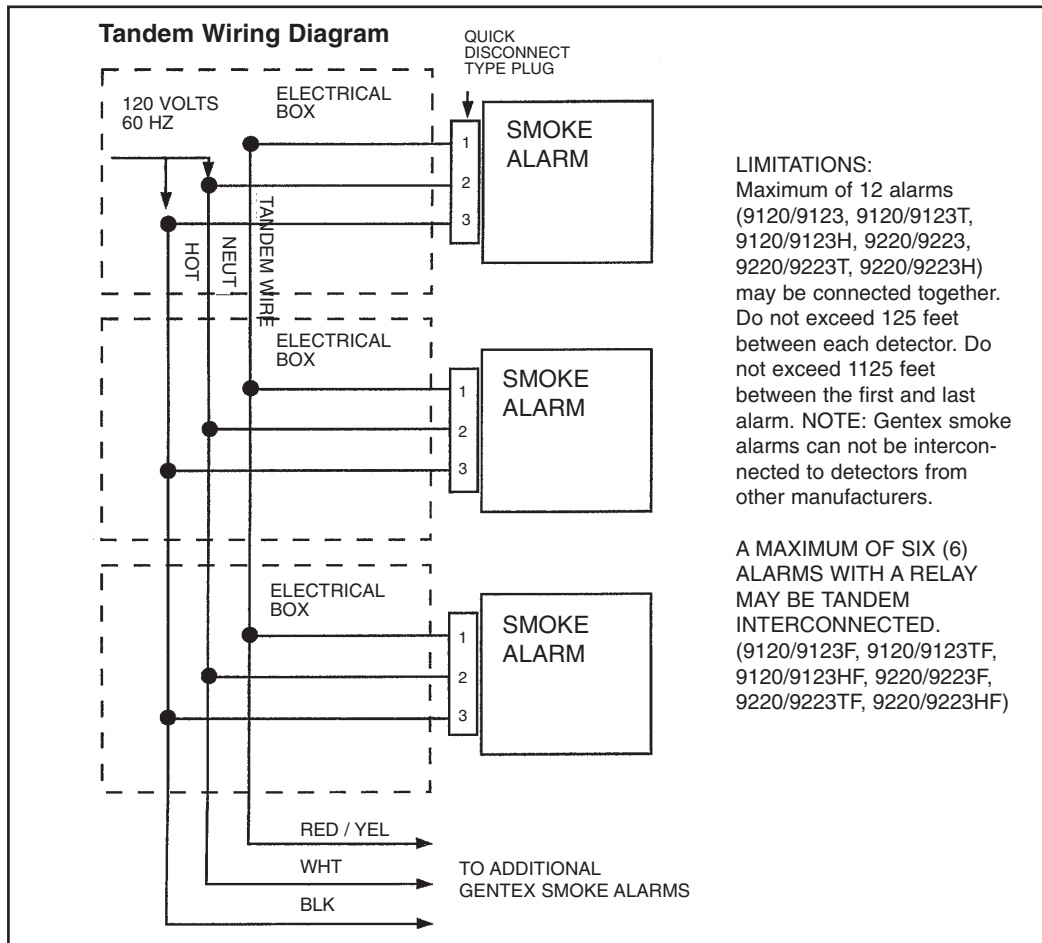 Tandem Wiring Diagram
QUICK
DISCONNECT
TYPE PLUG
120 VOLTS
60 HZ
ELECTRICAL
BOX
1
2
3
SMOKE
ALARM
HOT
NEUT
TANDEM WIRE
ELECTRICAL
BOX
1
2
3
SMOKE
ALARM
ELECTRICAL
BOX
1
2
3
SMOKE
ALARM
RED / YEL
WHT
BLK
TO ADDITIONAL
GENTEX SMOKE ALARMS
LIMITATIONS:
Maximum of 12 alarms
(9120/9123, 9120/9123T,
9120/9123H, 9220/9223,
9220/9223T, 9220/9223H)
may be connected together.
Do not exceed 125 feet
between each detector. Do
not exceed 1125 feet
between the first and last
alarm. NOTE: Gentex smoke
alarms can not be intercon-
nected to detectors from
other manufacturers.
A MAXIMUM OF SIX (6)
ALARMS WITH A RELAY
MAY BE TANDEM
INTERCONNECTED.
(9120/9123F, 9120/9123TF,
9120/9123HF, 9220/9223F,
9220/9223TF, 9220/9223HF)